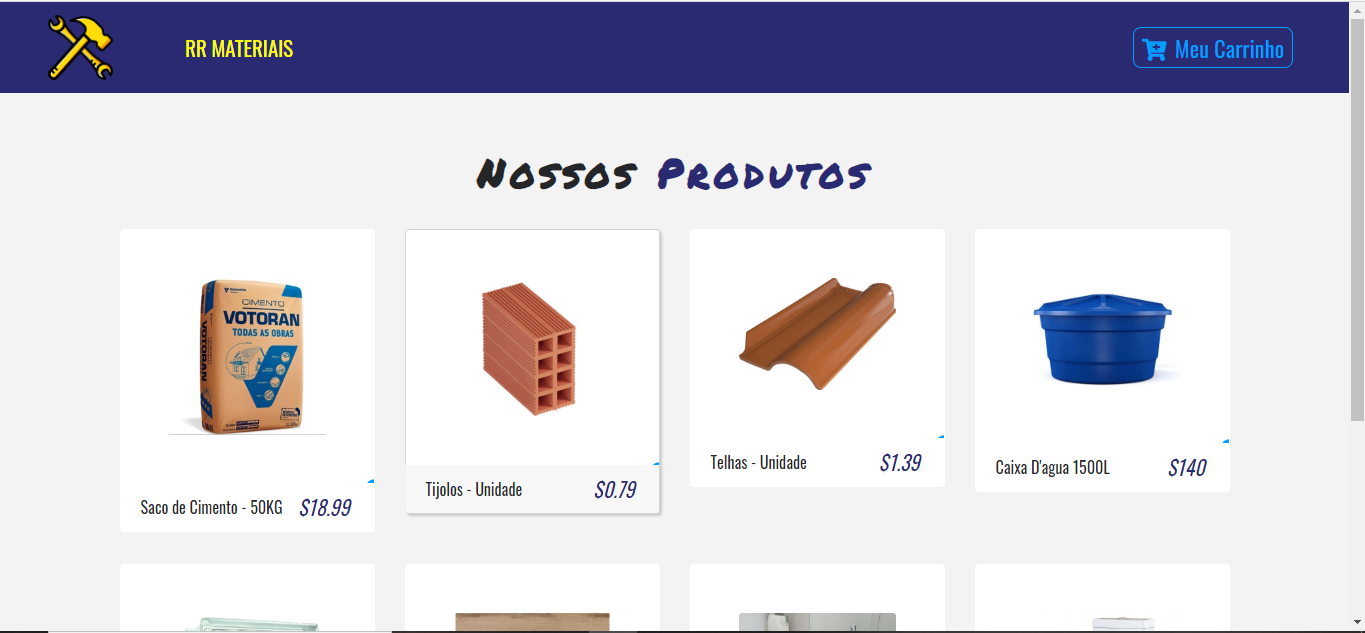 RR MATERIAIS
Meu Carrinho
Nossos Produtos
CIMENTO
VOTORAN
TODAS AS OBRAS
VOTORAN
Saco de Cimento - 50KG $18.99
Tijolos - Unidade $0.79
Telhas - Unidade $1.39
Caixa D'agua 1500L $140